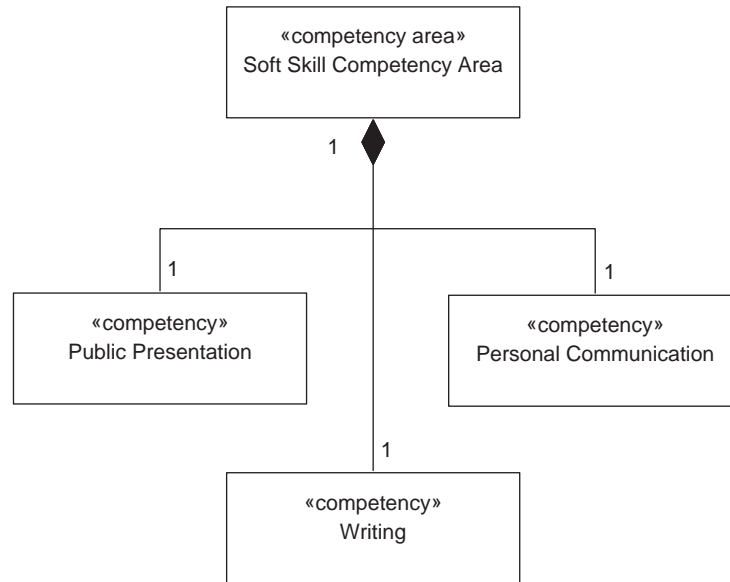 «competency area»
Soft Skill Competency Area
1
1
«competency»
Public Presentation
1
«competency»
Personal Communication
1
«competency»
Writing